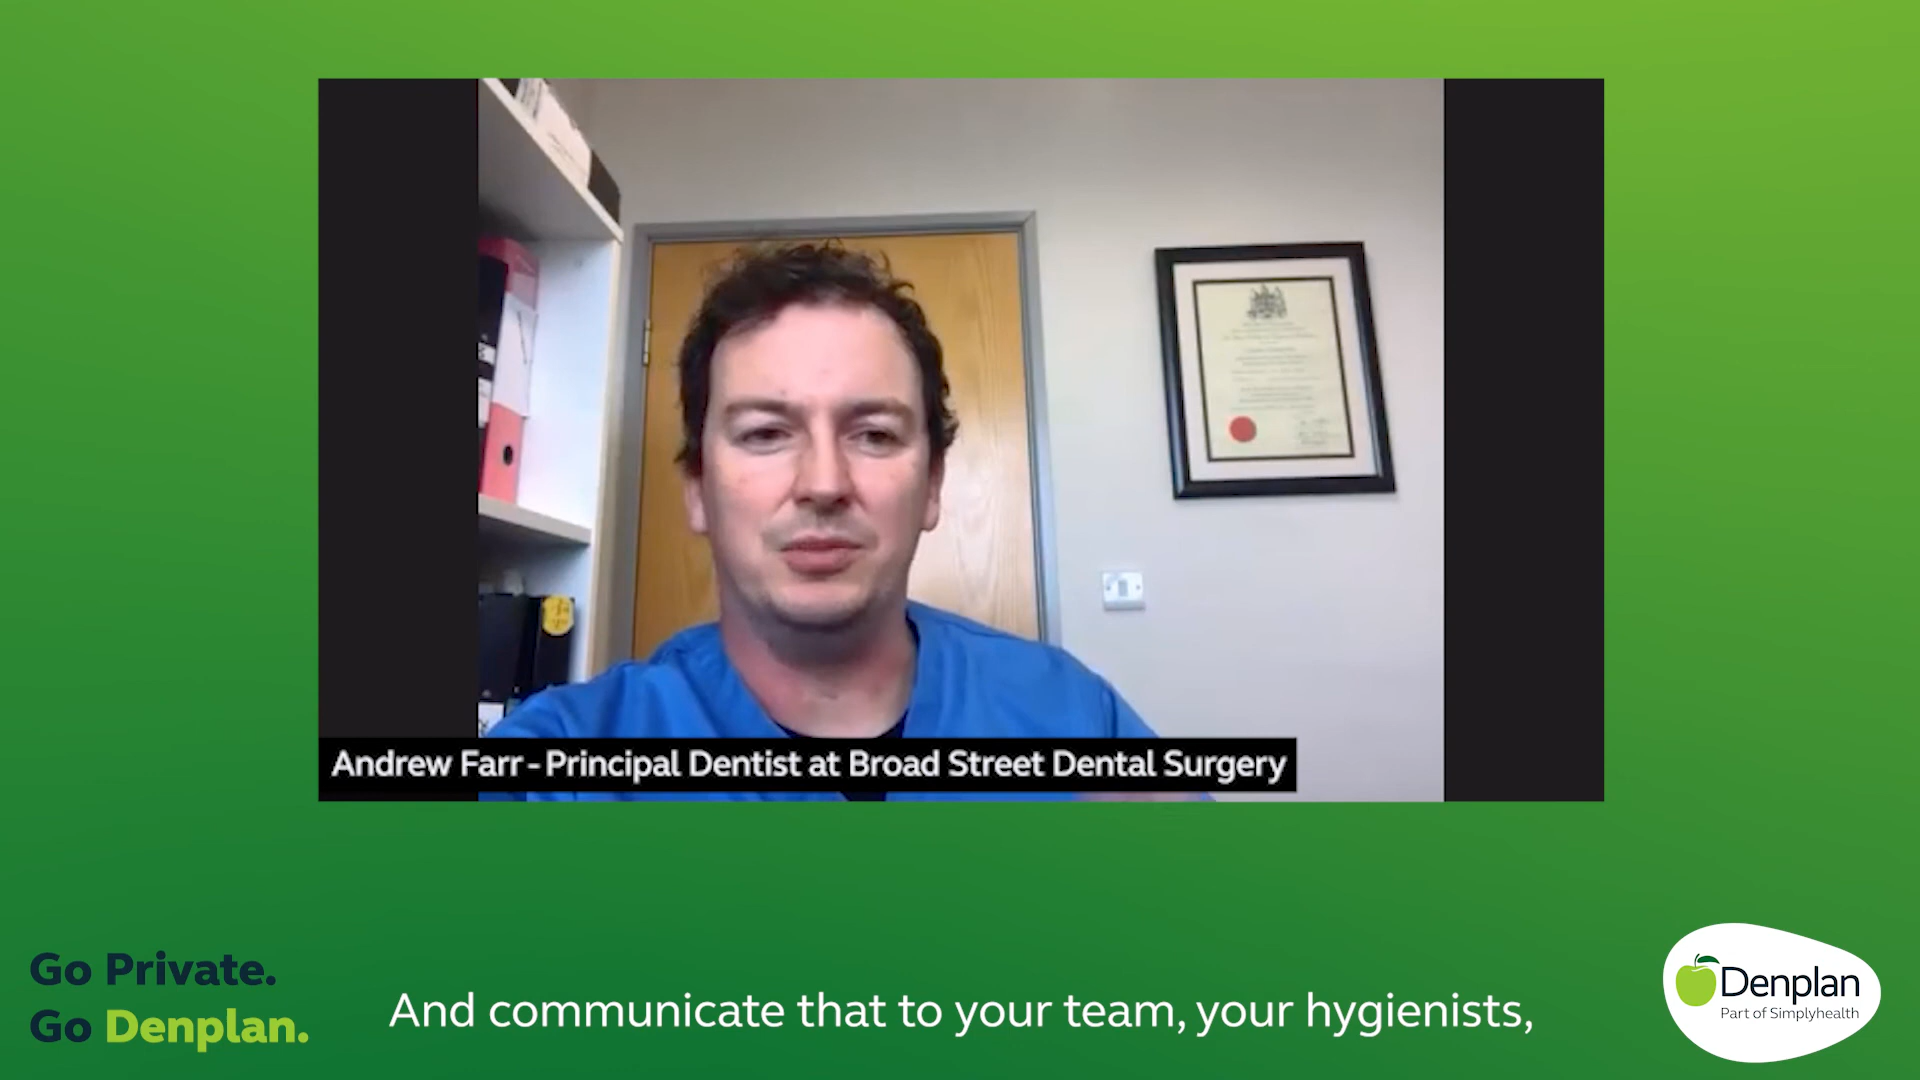 Andrew Farr - Principal Dentist at Broad Street Dental Surgery
Go Private.
Go Denplan.
And communicate that to your team, your hygienists,
Denplan
Part of Simplyhealth